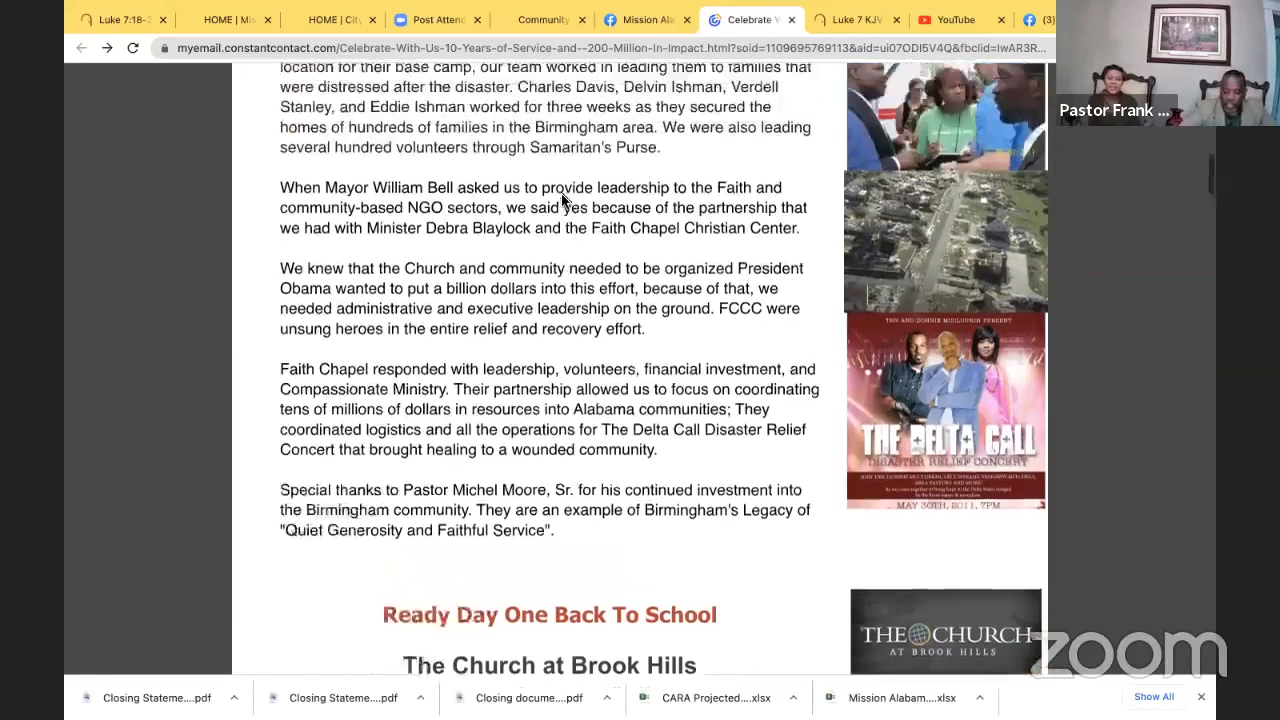 Luke 7:18-2
HOME | Mis
HOME | City
Post Attend
Community
Mission Ala
Celebrate W
Luke 7 KJV
YouTube
(3)
myemail.constantcontact.com/Celebrate-With-Us-10-Years-of-Service-and--200-Million-In-Impact.html?soid=1109695769113&aid=ui07ODI5V4Q&fbclid=IwAR3R...
Pastor Frank ...
location for their base camp, our team worked in leading them to families that
were distressed after the disaster. Charles Davis, Delvin Ishman, Verdell
Stanley, and Eddie Ishman worked for three weeks as they secured the
homes of hundreds of families in the Birmingham area. We were also leading
several hundred volunteers through Samaritan's Purse.
When Mayor William Bell asked us to provide leadership to the Faith and
community-based NGO sectors, we said yes because of the partnership that
we had with Minister Debra Blaylock and the Faith Chapel Christian Center.
We knew that the Church and community needed to be organized President
Obama wanted to put a billion dollars into this effort, because of that, we
needed administrative and executive leadership on the ground. FCCC were
unsung heroes in the entire relief and recovery effort.
Faith Chapel responded with leadership, volunteers, financial investment, and
Compassionate Ministry. Their partnership allowed us to focus on coordinating
tens of millions of dollars in resources into Alabama communities; They
coordinated logistics and all the operations for The Delta Call Disaster Relief
Concert that brought healing to a wounded community.
Special thanks to Pastor Michel Moore, Sr. for his continued investment into
the Birmingham community. They are an example of Birmingham's Legacy of
"Quiet Generosity and Faithful Service".
THE DELTA CALL
DISASTER RELIEF CONCERT
MAY 30TH, 2011, 7PM
Ready Day One Back To School
The Church at Brook Hills
THE CHURCH
AT BROOK HILLS
zoom
Closing Stateme....pdf
Closing Stateme....pdf
Closing docume....pdf
CARA Projected....xlsx
Mission Alabam....xlsx
Show All